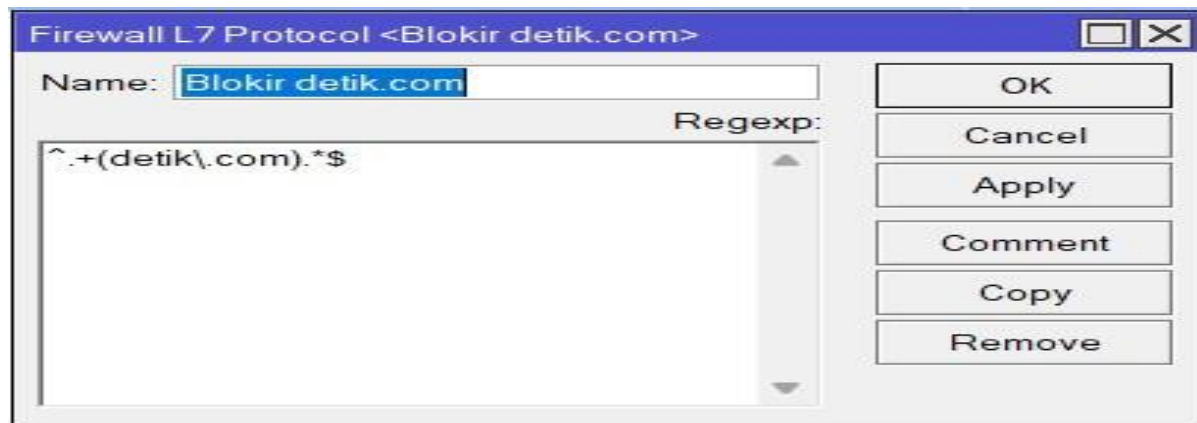 Firewall L7 Protocol <Blokir detik.com>
Name: Blokir detik.com
Regexp:
^.+(detik\.com).*$
OK
Cancel
Apply
Comment
Copy
Remove